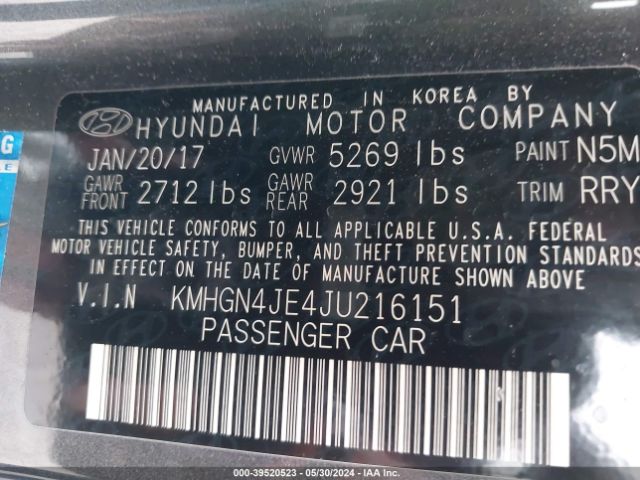 MANUFACTURED IN KOREA BY
HYUNDAI MOTOR COMPANY
JAN/20/17 GVWR 5269 lbs PAINT N5M
GAWR FRONT 2712 lbs GAWR REAR 2921 lbs TRIM RRY
THIS VEHICLE CONFORMS TO ALL APPLICABLE U.S.A. FEDERAL
MOTOR VEHICLE SAFETY, BUMPER, AND THEFT PREVENTION STANDARDS
IN EFFECT ON THE DATE OF MANUFACTURE SHOWN ABOVE
V.I.N KMHGN4JE4JU216151
PASSENGER CAR
000-39520523 - 05/30/2024 - IAA Inc.